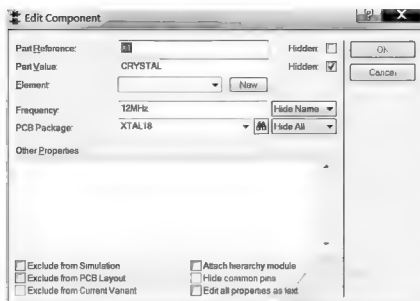 Edit Component
Part Reference: Hidden:
Part Value: CRYSTAL Hidden:
Element: New
Frequency: 12MHz Hide Name
PCB Package: XTAL18 Hide All
Other Properties
Exclude from Simulation Attach hierarchy module
Exclude from PCB Layout Hide common pins
Exclude from Current Variant Edit all properties as text
OK
Cancel